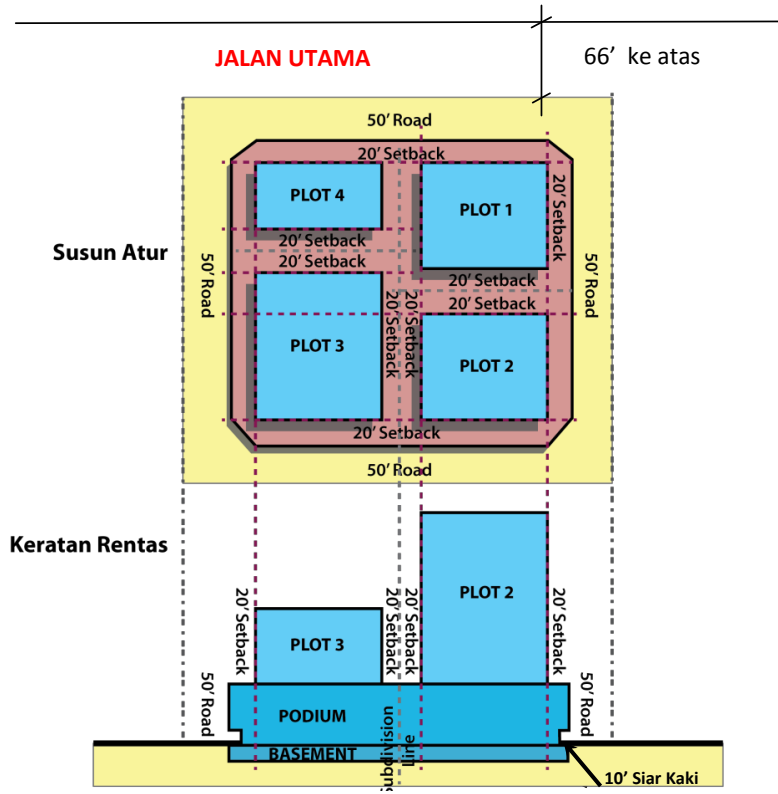 JALAN UTAMA
66' ke atas
50' Road
20' Setback
PLOT 4
PLOT 1
20' Setback
Susun Atur
50' Road
20' Setback
20' Setback
20' Setback
50' Road
20' Setback
20' Setback
20' Setback
PLOT 3
PLOT 2
20' Setback
50' Road
Keratan Rentas
PLOT 2
20' Setback
20' Setback
20' Setback
20' Setback
PLOT 3
50' Road
50' Road
PODIUM
Subdivision
Line
BASEMENT
10' Siar Kaki